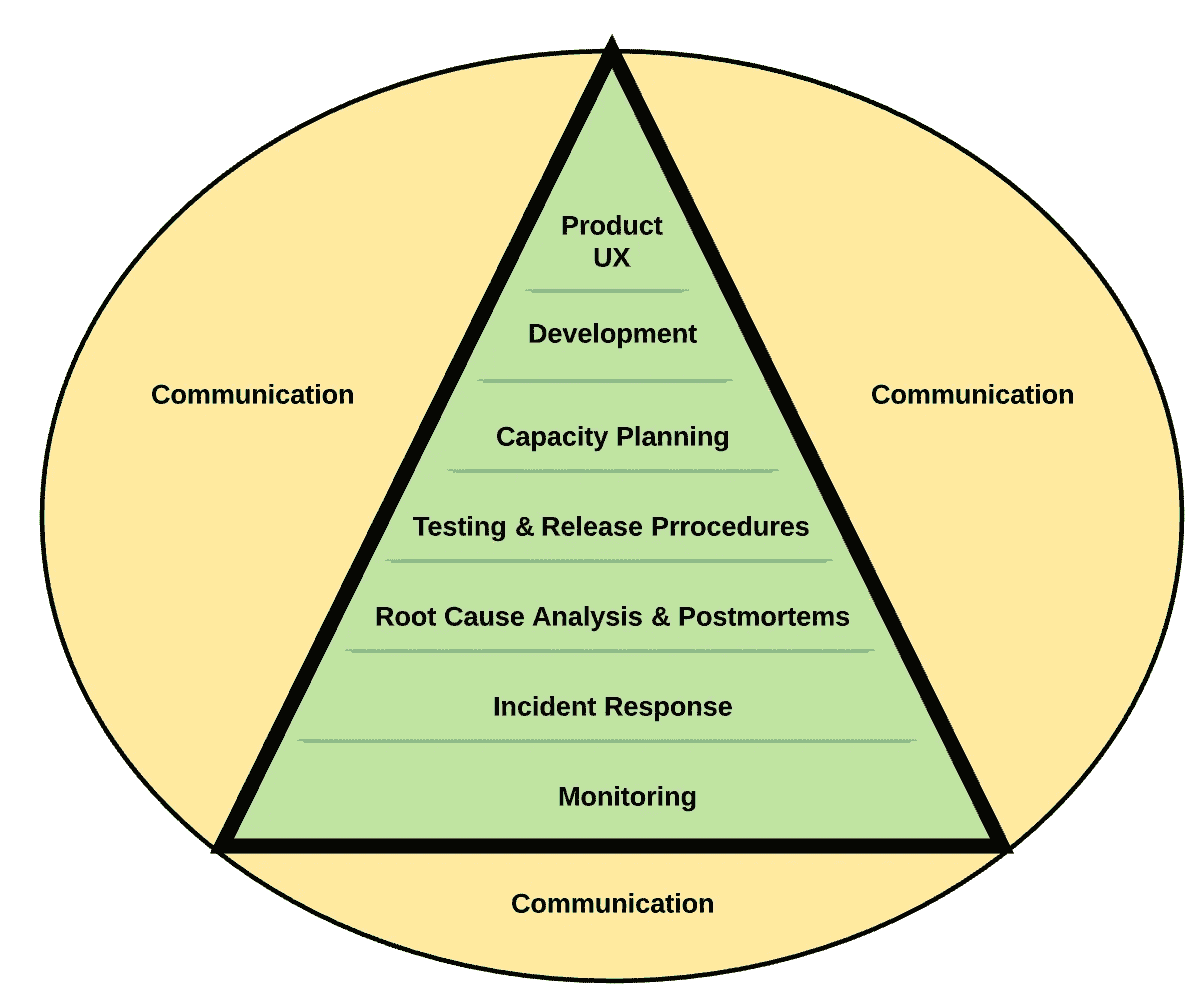 Product
UX
Development
Communication
Communication
Capacity Planning
Testing & Release Prrocedures
Root Cause Analysis & Postmortems
Incident Response
Monitoring
Communication